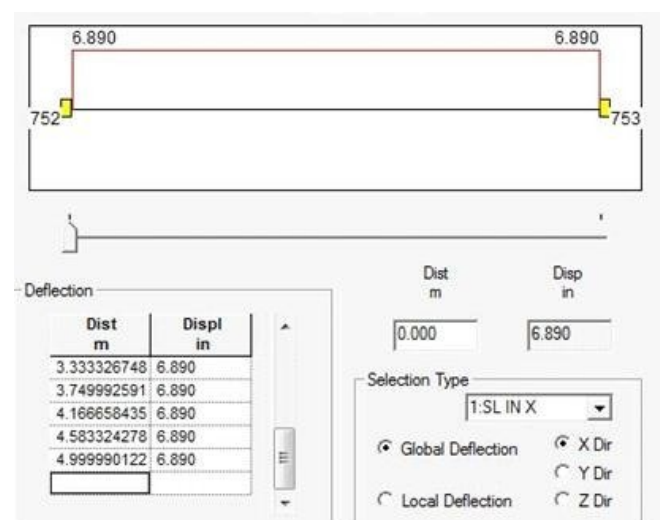 6.890 6.890
752 753
Deflection
Dist Displ
m in
3.333326748 6.890
3.749992591 6.890
4.166658435 6.890
4.583324278 6.890
4.999990122 6.890
Dist Disp
m in
0.000 6.890
Selection Type
1:SL IN X
Global Deflection X Dir
Y Dir
Local Deflection Z Dir